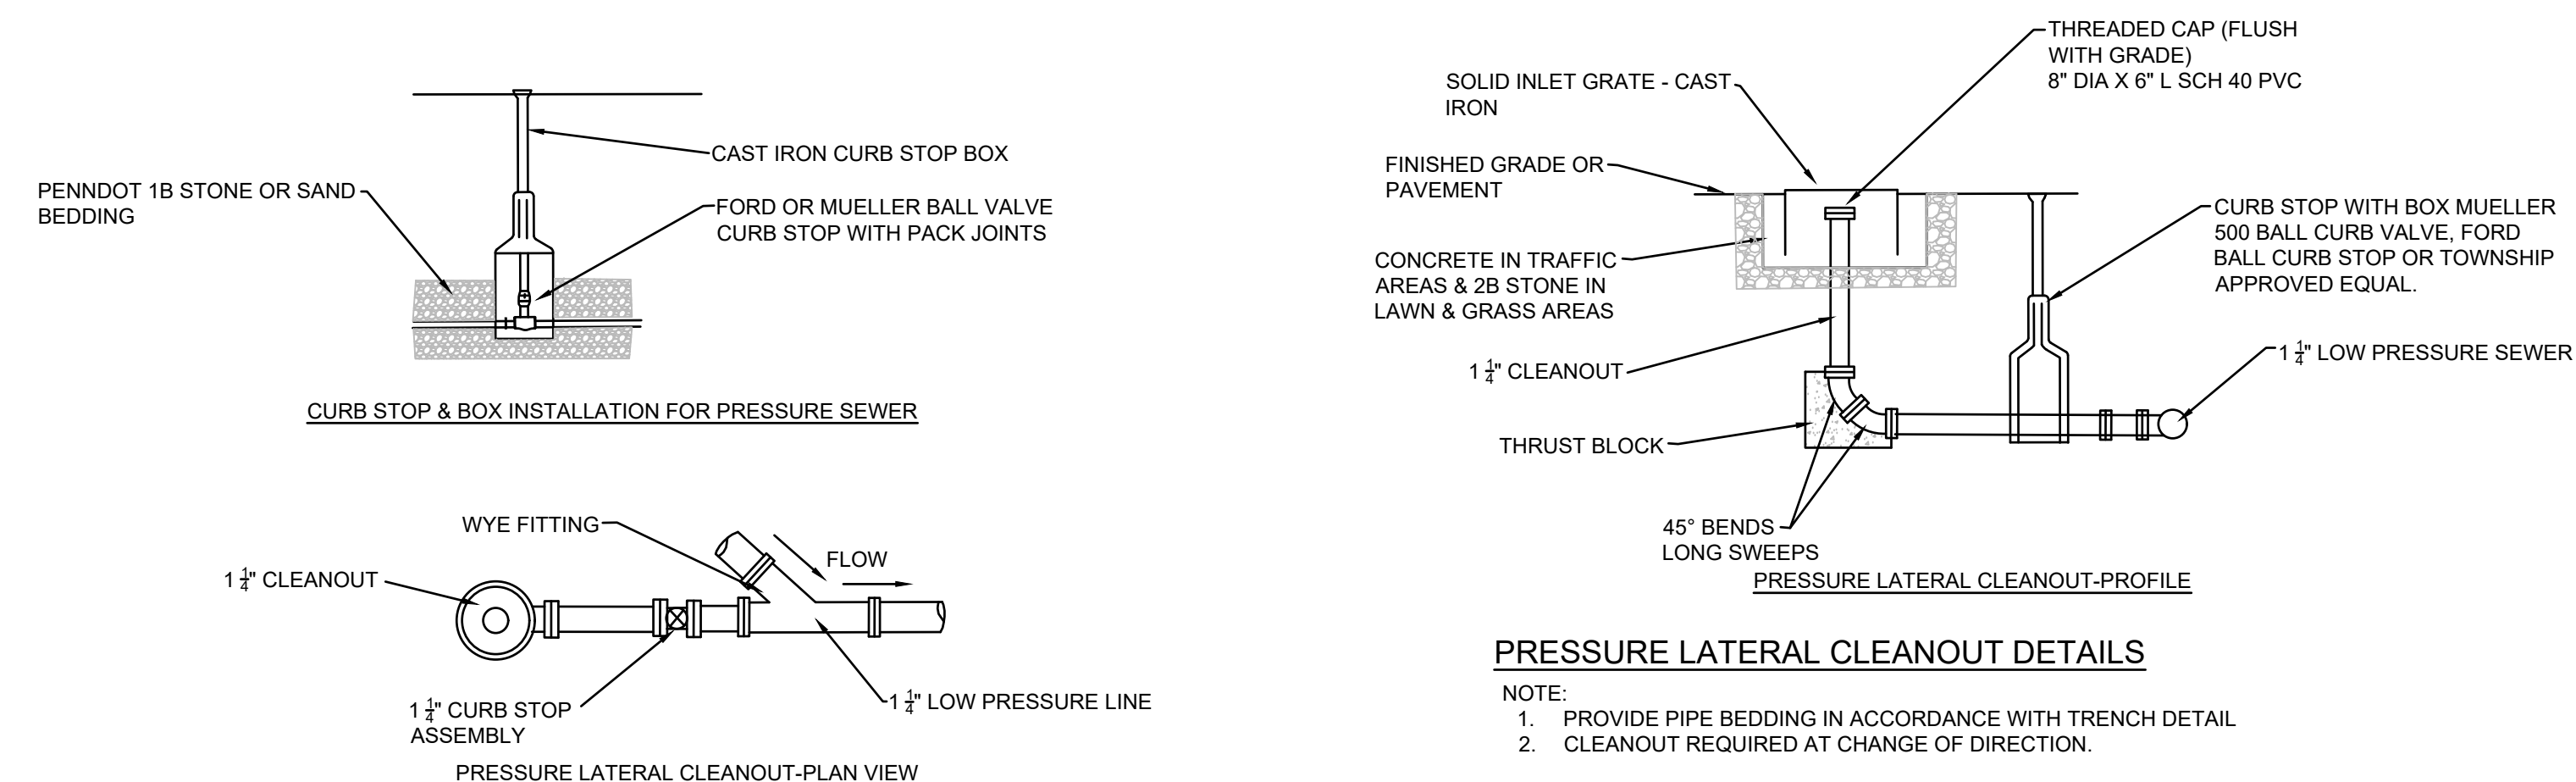 PENNDOT 1B STONE OR SAND
BEDDING
CAST IRON CURB STOP BOX
FORD OR MUELLER BALL VALVE
CURB STOP WITH PACK JOINTS
CURB STOP & BOX INSTALLATION FOR PRESSURE SEWER
WYE FITTING
FLOW
1 1/4" CLEANOUT
1 1/4" CURB STOP
ASSEMBLY
1 1/4" LOW PRESSURE LINE
PRESSURE LATERAL CLEANOUT-PLAN VIEW
THREADED CAP (FLUSH
WITH GRADE)
8" DIA X 6" L SCH 40 PVC
SOLID INLET GRATE - CAST
IRON
FINISHED GRADE OR
PAVEMENT
CONCRETE IN TRAFFIC
AREAS & 2B STONE IN
LAWN & GRASS AREAS
CURB STOP WITH BOX MUELLER
500 BALL CURB VALVE, FORD
BALL CURB STOP OR TOWNSHIP
APPROVED EQUAL.
1 1/4" LOW PRESSURE SEWER
1 1/4" CLEANOUT
THRUST BLOCK
45° BENDS
LONG SWEEPS
PRESSURE LATERAL CLEANOUT-PROFILE
PRESSURE LATERAL CLEANOUT DETAILS
NOTE:
1. PROVIDE PIPE BEDDING IN ACCORDANCE WITH TRENCH DETAIL
2. CLEANOUT REQUIRED AT CHANGE OF DIRECTION.